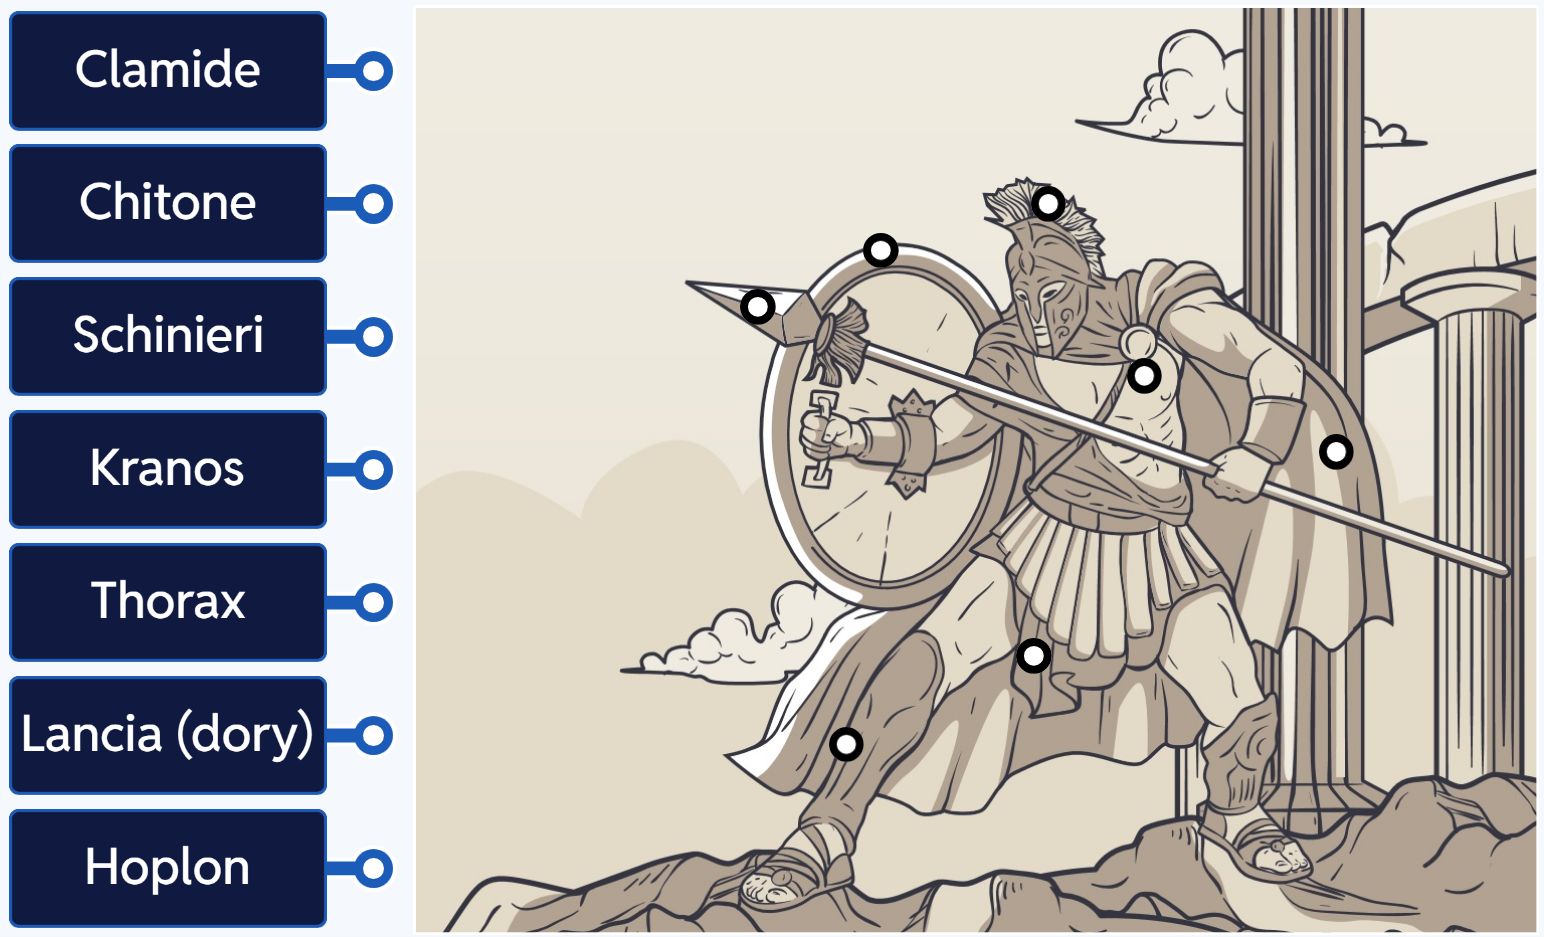 Clamide
Chitone
Schinieri
Kranos
Thorax
Lancia (dory)
Hoplon